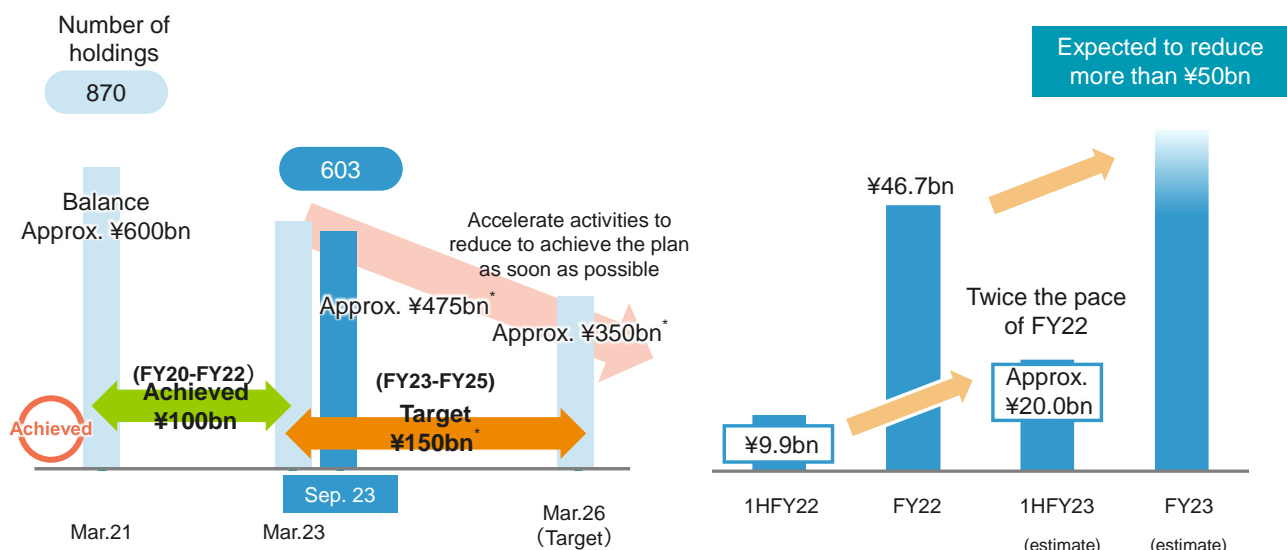 Number of
holdings
870
603
Balance
Approx. ¥600bn
Accelerate activities to
reduce to achieve the plan
as soon as possible
Approx. ¥475bn*
Approx. ¥350bn*
(FY20-FY22）
Achieved
¥100bn
(FY23-FY25)
Target
¥150bn*
Achieved
Sep. 23
Mar.21
Mar.23
Mar.26
（Target）
Expected to reduce
more than ¥50bn
¥46.7bn
Twice the pace
of FY22
Approx.
¥20.0bn
¥9.9bn
1HFY22
FY22
1HFY23
(estimate)
FY23
(estimate)